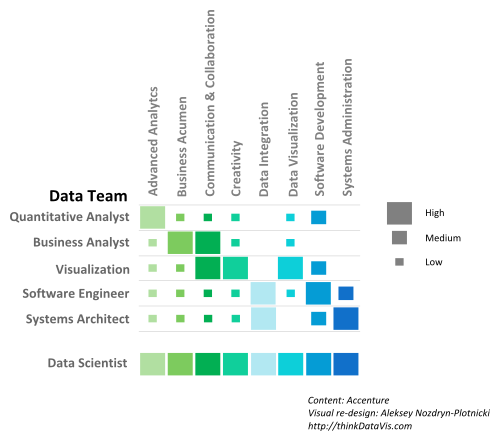 Advanced Analytcs
Business Acumen
Communication & Collaboration
Creativity
Data Integration
Data Visualization
Software Development
Systems Administration
Data Team
Quantitative Analyst
Business Analyst
Visualization
Software Engineer
Systems Architect
Data Scientist
High
Medium
Low
Content: Accenture
Visual re-design: Aleksey Nozdryn-Plotnicki
http://thinkDataVis.com